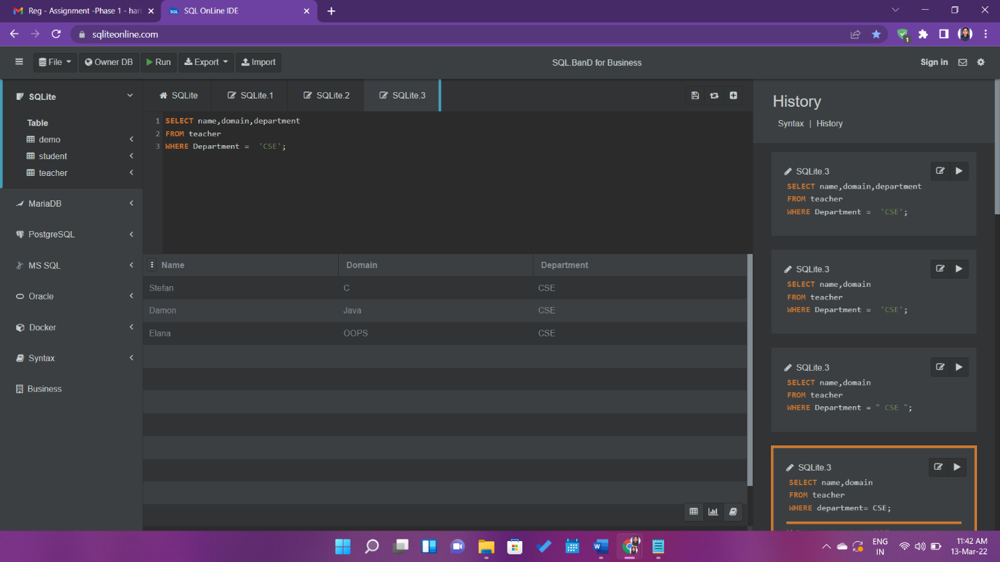 Reg - Assignment -Phase 1 - hari
SQL OnLine IDE
sqliteonline.com
1
File
Owner DB
Run
Export
Import
SQL.BanD for Business
Sign in
SQLite
Table
demo
student
teacher
MariaDB
PostgreSQL
MS SQL
Oracle
Docker
Syntax
Business
SQLite
SQLite.1
SQLite.2
SQLite.3
1 SELECT name,domain,department
2 FROM teacher
3 WHERE Department =  'CSE';
Name Domain Department
Stefan C CSE
Damon Java CSE
Elana OOPS CSE
History
Syntax | History
SQLite.3
SELECT name,domain,department
FROM teacher
WHERE Department =  'CSE';
SQLite.3
SELECT name,domain
FROM teacher
WHERE Department =  'CSE';
SQLite.3
SELECT name,domain
FROM teacher
WHERE Department = " CSE ";
SQLite.3
SELECT name,domain
FROM teacher
WHERE department= CSE;
ENG
IN
11:42 AM
13-Mar-22